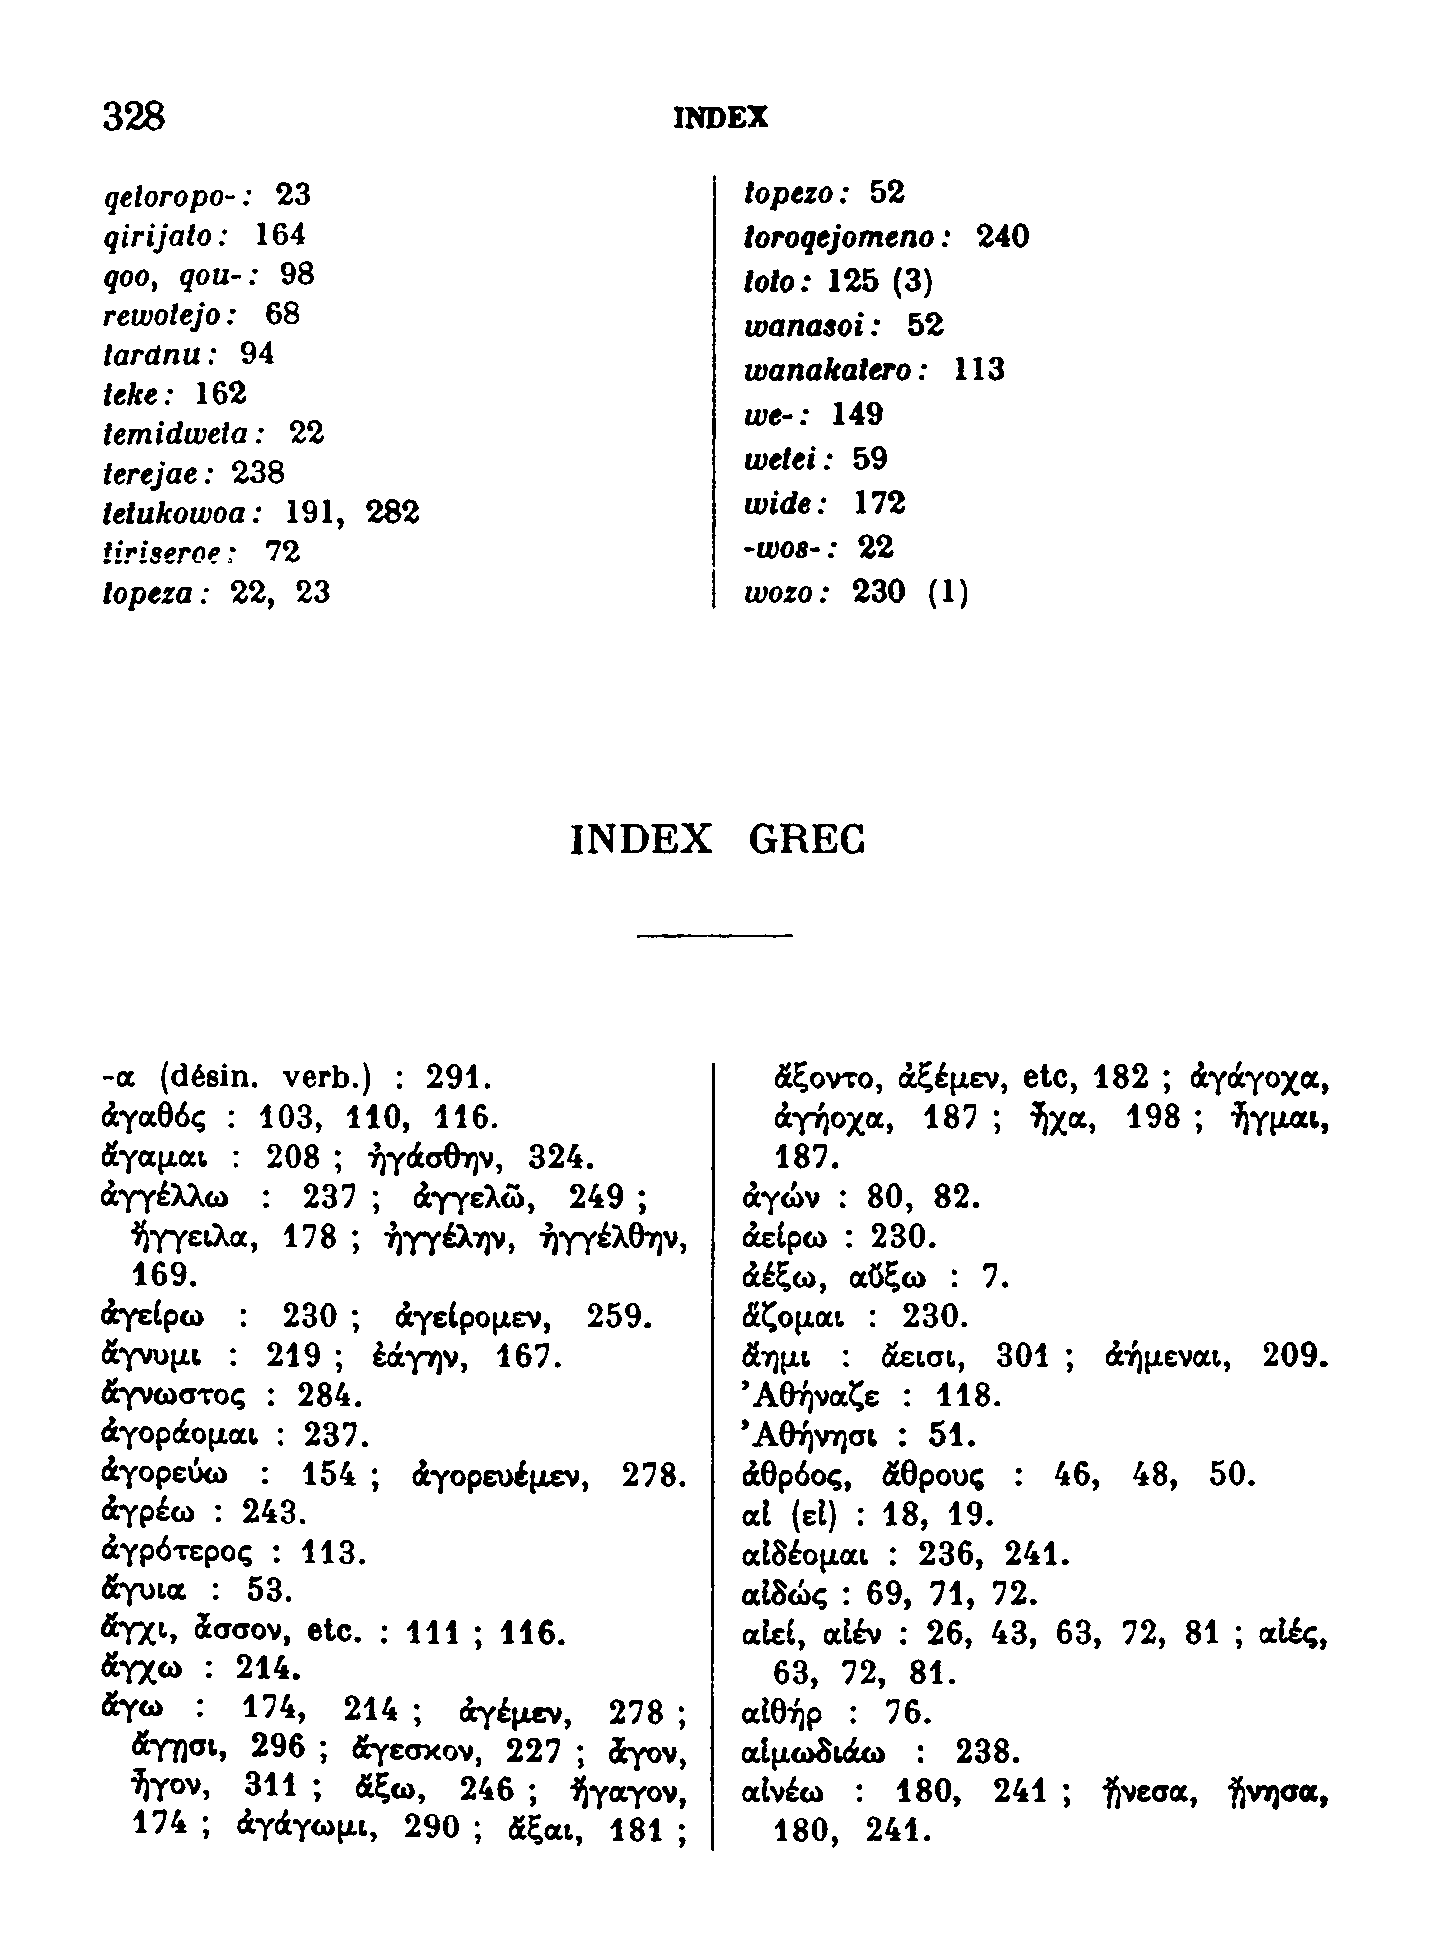 328 INDEX
qetoropo- : 23
qirijato : 164
qoo, qou- : 98
rewotejo : 68
tardnu : 94
teke : 162
temidweta : 22
terejae : 238
tetukowoa : 191, 282
tiriseroe : 72
topeza : 22, 23
topezo : 52
toroqejomeno : 240
toto : 125 (3)
wanasoi : 52
wanakatero : 113
we- : 149
wetei : 59
wide : 172
-wos- : 22
wozo : 230 (1)
INDEX GREC
-α (désin. verb.) : 291.
ἀγαθός : 103, 110, 116.
ἄγαμαι : 208 ; ἠγάσθην, 324.
ἀγγέλλω : 237 ; ἀγγελῶ, 249 ;
ἤγγειλα, 178 ; ἠγγέλην, ἠγγέλθην,
169.
ἀγείρω : 230 ; ἀγείρομεν, 259.
ἄγνυμι : 219 ; ἐάγην, 167.
ἄγνωστος : 284.
ἀγοράομαι : 237.
ἀγορεύω : 154 ; ἀγορευέμεν, 278.
ἀγρέω : 243.
ἀγρότερος : 113.
ἄγυια : 53.
ἄγχι, ἆσσον, etc. : 111 ; 116.
ἄγχω : 214.
ἄγω : 174, 214 ; ἀγέμεν, 278 ;
ἄγῃσι, 296 ; ἄγεσκον, 227 ; ἆγον,
ἦγον, 311 ; ἄξω, 246 ; ἤγαγον,
174 ; ἀγάγωμι, 290 ; ἄξαι, 181 ;
ἄξοντο, ἀξέμεν, etc, 182 ; ἀγάγοχα,
ἀγήοχα, 187 ; ἦχα, 198 ; ἦγμαι,
187.
ἀγών : 80, 82.
ἀείρω : 230.
ἀέξω, αὔξω : 7.
ἅζομαι : 230.
ἄημι : ἄεισι, 301 ; ἀήμεναι, 209.
Ἀθήναζε : 118.
Ἀθήνησι : 51.
ἀθρόος, ἄθρους : 46, 48, 50.
αἰ (εἰ) : 18, 19.
αἰδέομαι : 236, 241.
αἰδώς : 69, 71, 72.
αἰεί, αἰέν : 26, 43, 63, 72, 81 ; αἰές,
63, 72, 81.
αἰθήρ : 76.
αἱμωδιάω : 238.
αἰνέω : 180, 241 ; ᾔνεσα, ᾔνησα,
180, 241.